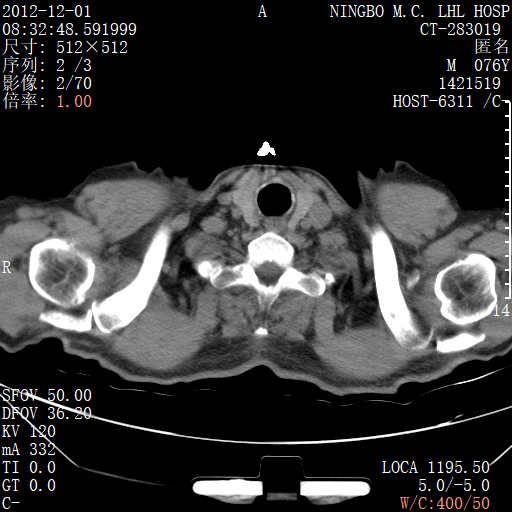 2012-12-01
A
NINGBO M.C. LHL HOSP
08:32:48.591999
CT-283019
尺寸: 512×512
匿名
序列: 2 /3
M 076Y
影像: 2/70
1421519
倍率: 1.00
HOST-6311 /C-
R
14
SFOV 50.00
DFOV 36.20
KV 120
mA 332
TI 0.0
LOCA 1195.50
GT 0.0
5.0/-5.0
C-
W/C:400/50